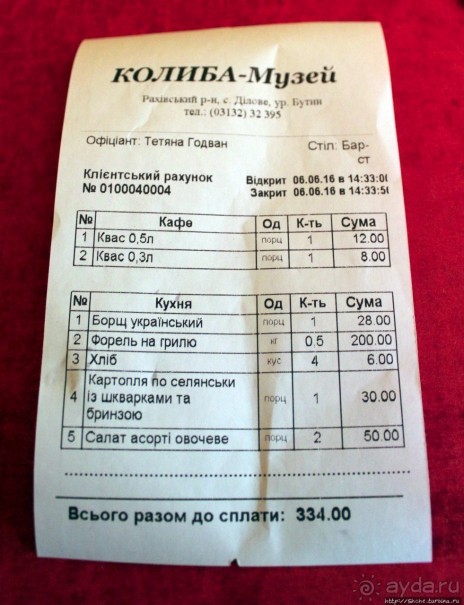 КОЛИБА-Музей
Рахівський р-н, с. Ділове, ур. Бутин
тел.: (03132) 32 395
Офіціант: Тетяна Годван Стіл: Бар-
ст
Клієнтський рахунок Відкрит 06.06.16 в 14:33:00
№ 0100040004 Закрит 06.06.16 в 14:33:50
№ Кафе Од К-ть Сума
1 Квас 0,5л порц 1 12.00
2 Квас 0,3л порц 1 8.00
№ Кухня Од К-ть Сума
1 Борщ український порц 1 28.00
2 Форель на грилю кг 0.5 200.00
3 Хліб кус 4 6.00
Картопля по селянськи
4 із шкварками та порц 1 30.00
бринзою
5 Салат асорті овочеве порц 2 50.00
Всього разом до сплати: 334.00
ayda.ru